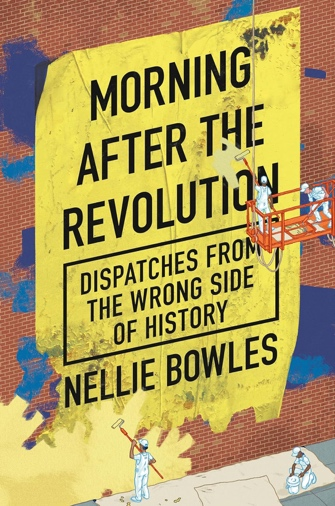 MORNING
AFTER THE
REVOLUTION
DISPATCHES FROM
THE WRONG SIDE
OF HISTORY
NELLIE BOWLES